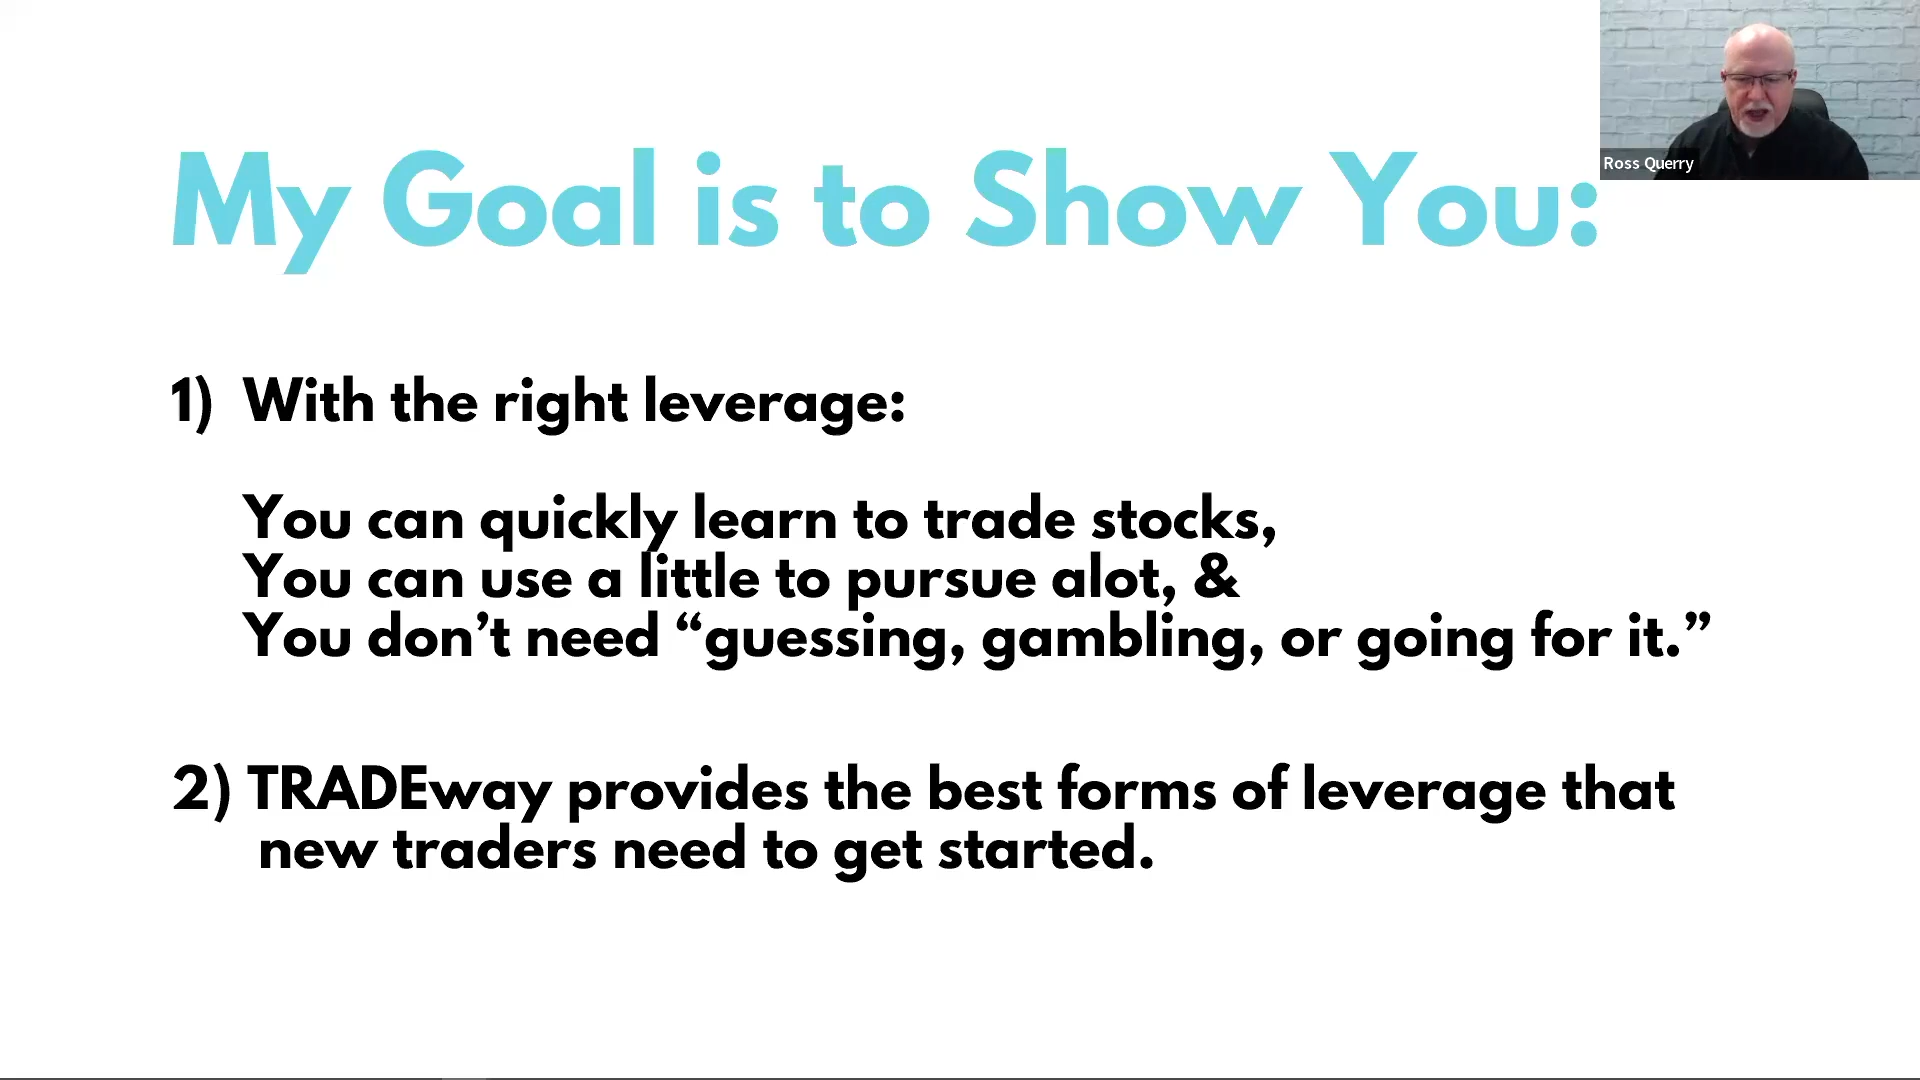 My Goal is to Show You:
Ross Querry
1) With the right leverage:
You can quickly learn to trade stocks,
You can use a little to pursue alot, &
You don’t need “guessing, gambling, or going for it.”
2) TRADEway provides the best forms of leverage that
new traders need to get started.